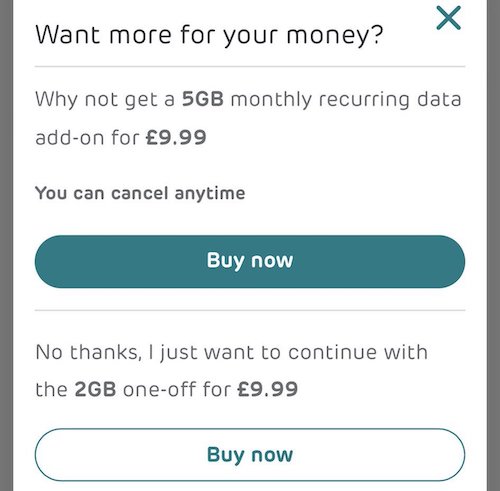 Want more for your money?
Why not get a 5GB monthly recurring data
add-on for £9.99
You can cancel anytime
Buy now
No thanks, I just want to continue with
the 2GB one-off for £9.99
Buy now